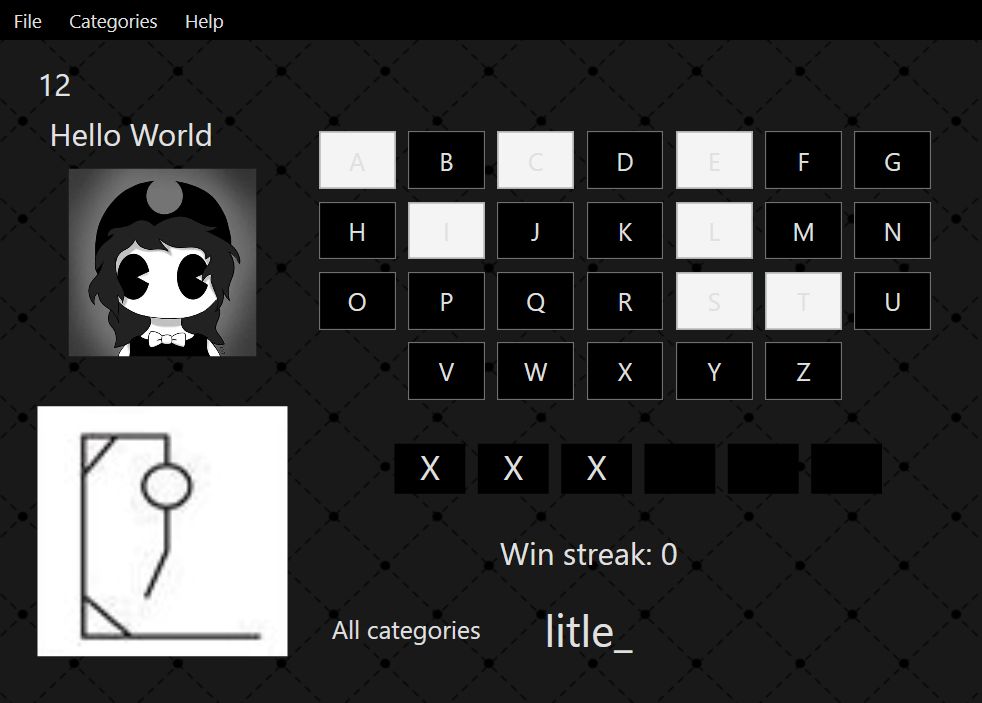 File Categories Help
12
Hello World
A B C D E F G
H I J K L M N
O P Q R S T U
V W X Y Z
X X X
Win streak: 0
All categories litle_